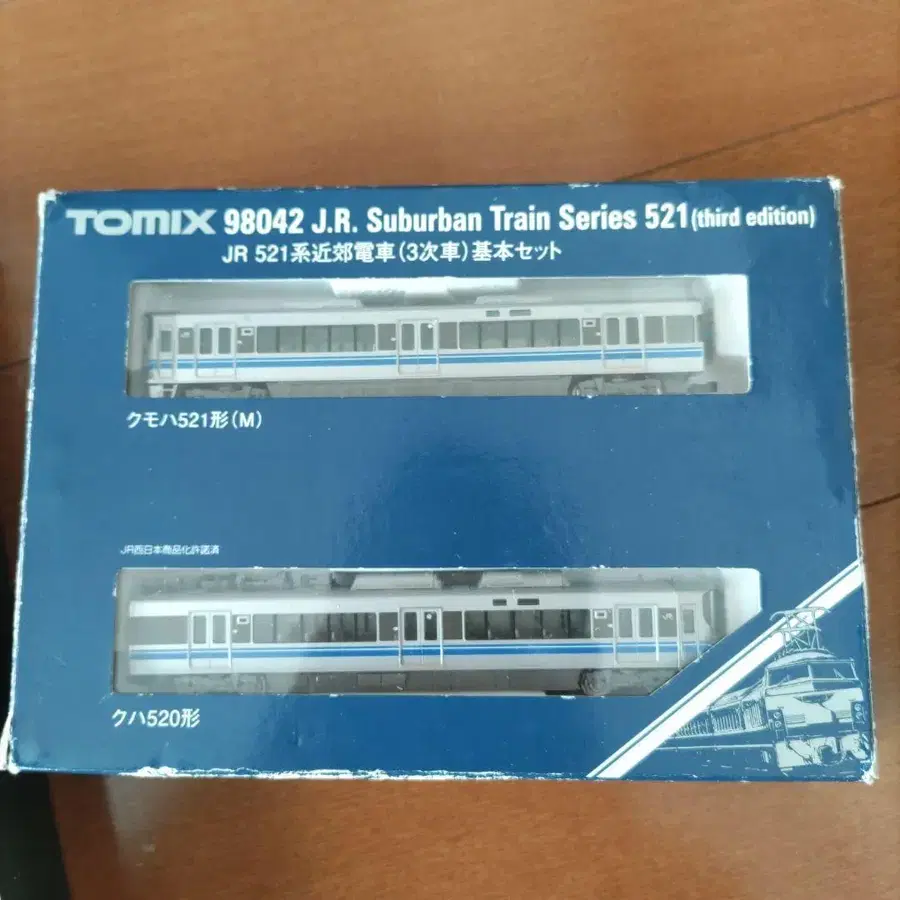 TOMIX 98042 J.R. Suburban Train Series 521 (third edition)
JR 521系近郊電車(3次車)基本セット
クモハ521形(M)
JR西日本商品化許諾済
クハ520形